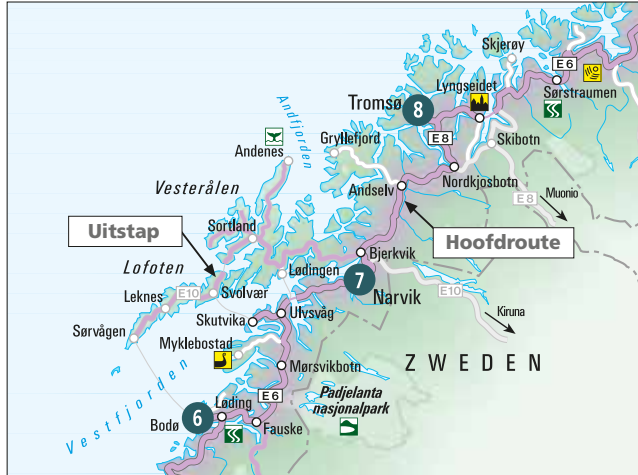 Skjerøy
E6
Lyngseidet
Sørstraumen
Tromsø
8
Andfjorden
Gryllefjord
E8
Skibotn
Andenes
Vesterålen
Andselv
Nordkjosbotn
Muonio
E8
Uitstap
Sortland
Hoofdroute
Bjerkvik
Lofoten
Lødingen
7
Narvik
Leknes
E10
Svolvær
E10
Kiruna
Skutvika
Ulvsvåg
Sørvågen
Myklebostad
ZWEDEN
Mørsvikbotn
Vestfjorden
Padjelanta
nasjonalpark
E6
Løding
6
Bodø
Fauske